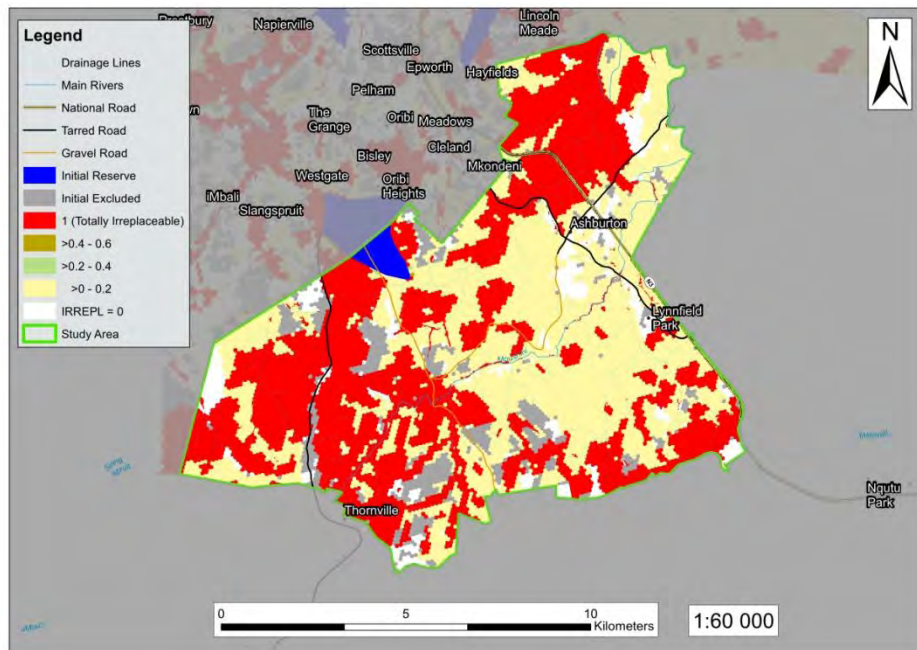 Legend
Drainage Lines
Main Rivers
National Road
Tarred Road
Gravel Road
Initial Reserve
Initial Excluded
1 (Totally Irreplaceable)
>0.4 - 0.6
>0.2 - 0.4
>0 - 0.2
IRREPL = 0
Study Area
N
Napierville
Lincoln
Meade
Scottsville
Epworth
Hayfields
Pelham
The
Grange
Oribi
Meadows
Cleland
Bisley
Mkondeni
Westgate
Oribi
Heights
iMbali
Slangspruit
Ashburton
N3
Lynnfield
Park
Thornville
Nqutu
Park
0
5
10
Kilometers
1:60 000